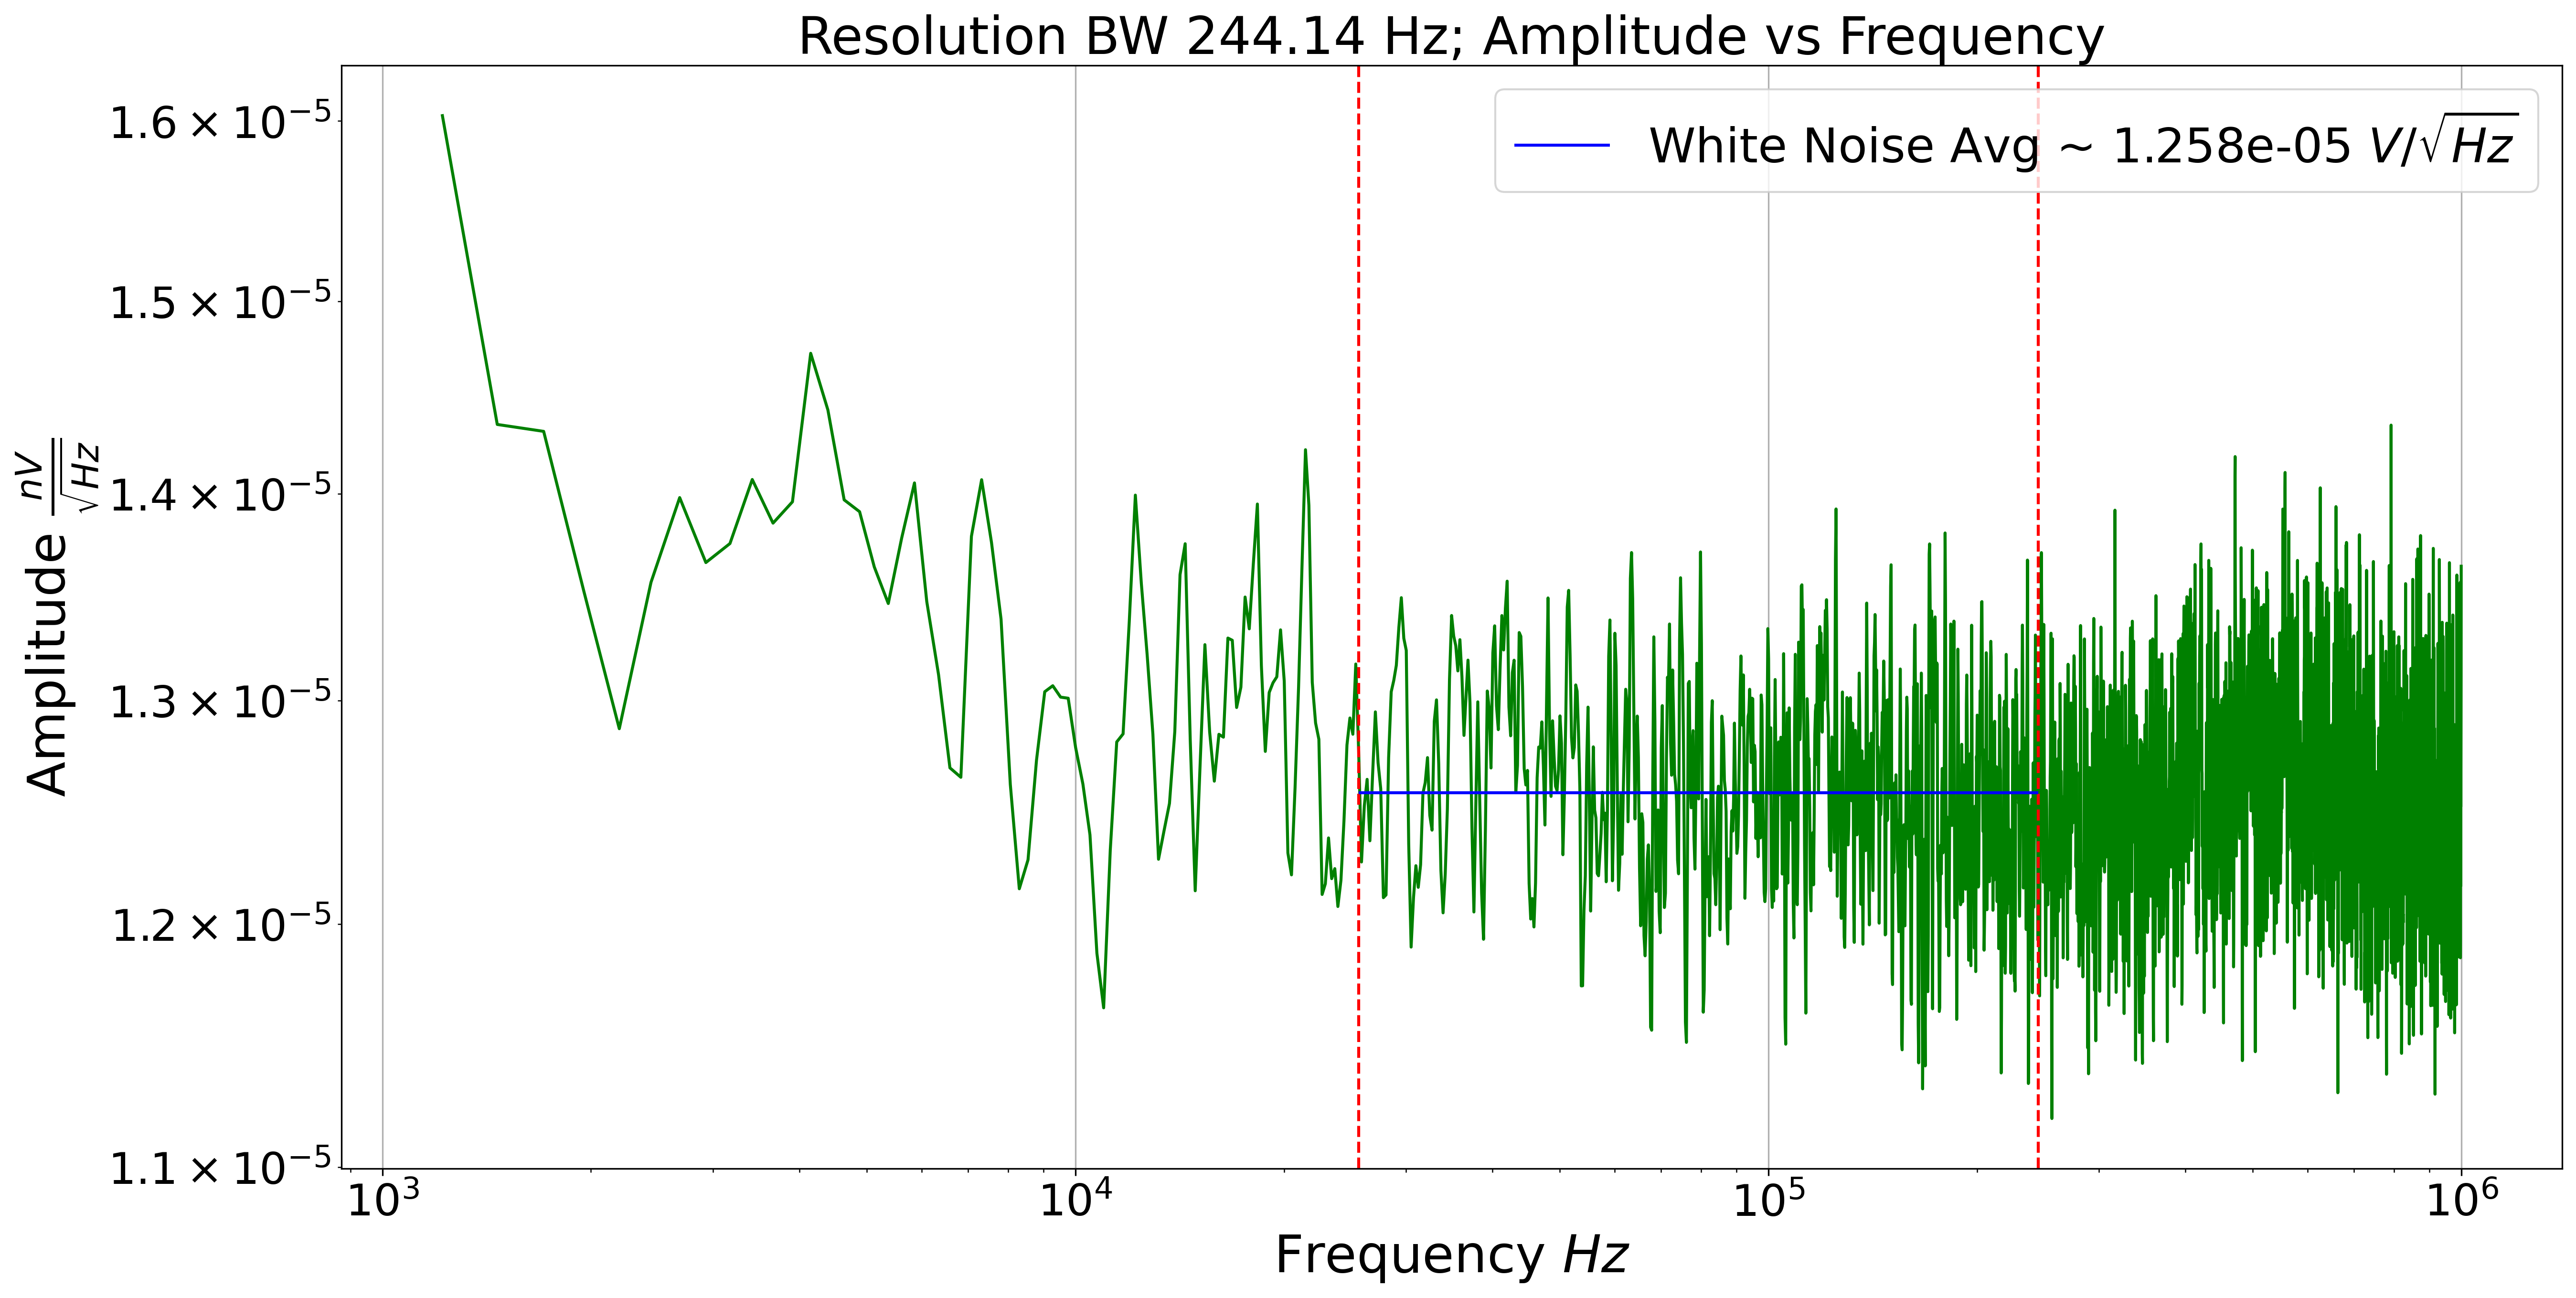 Resolution BW 244.14 Hz; Amplitude vs Frequency
White Noise Avg ~ 1.258e-05 V/√Hz
Amplitude nV/√Hz
1.6 × 10⁻⁵
1.5 × 10⁻⁵
1.4 × 10⁻⁵
1.3 × 10⁻⁵
1.2 × 10⁻⁵
1.1 × 10⁻⁵
10³ 10⁴ 10⁵ 10⁶
Frequency Hz